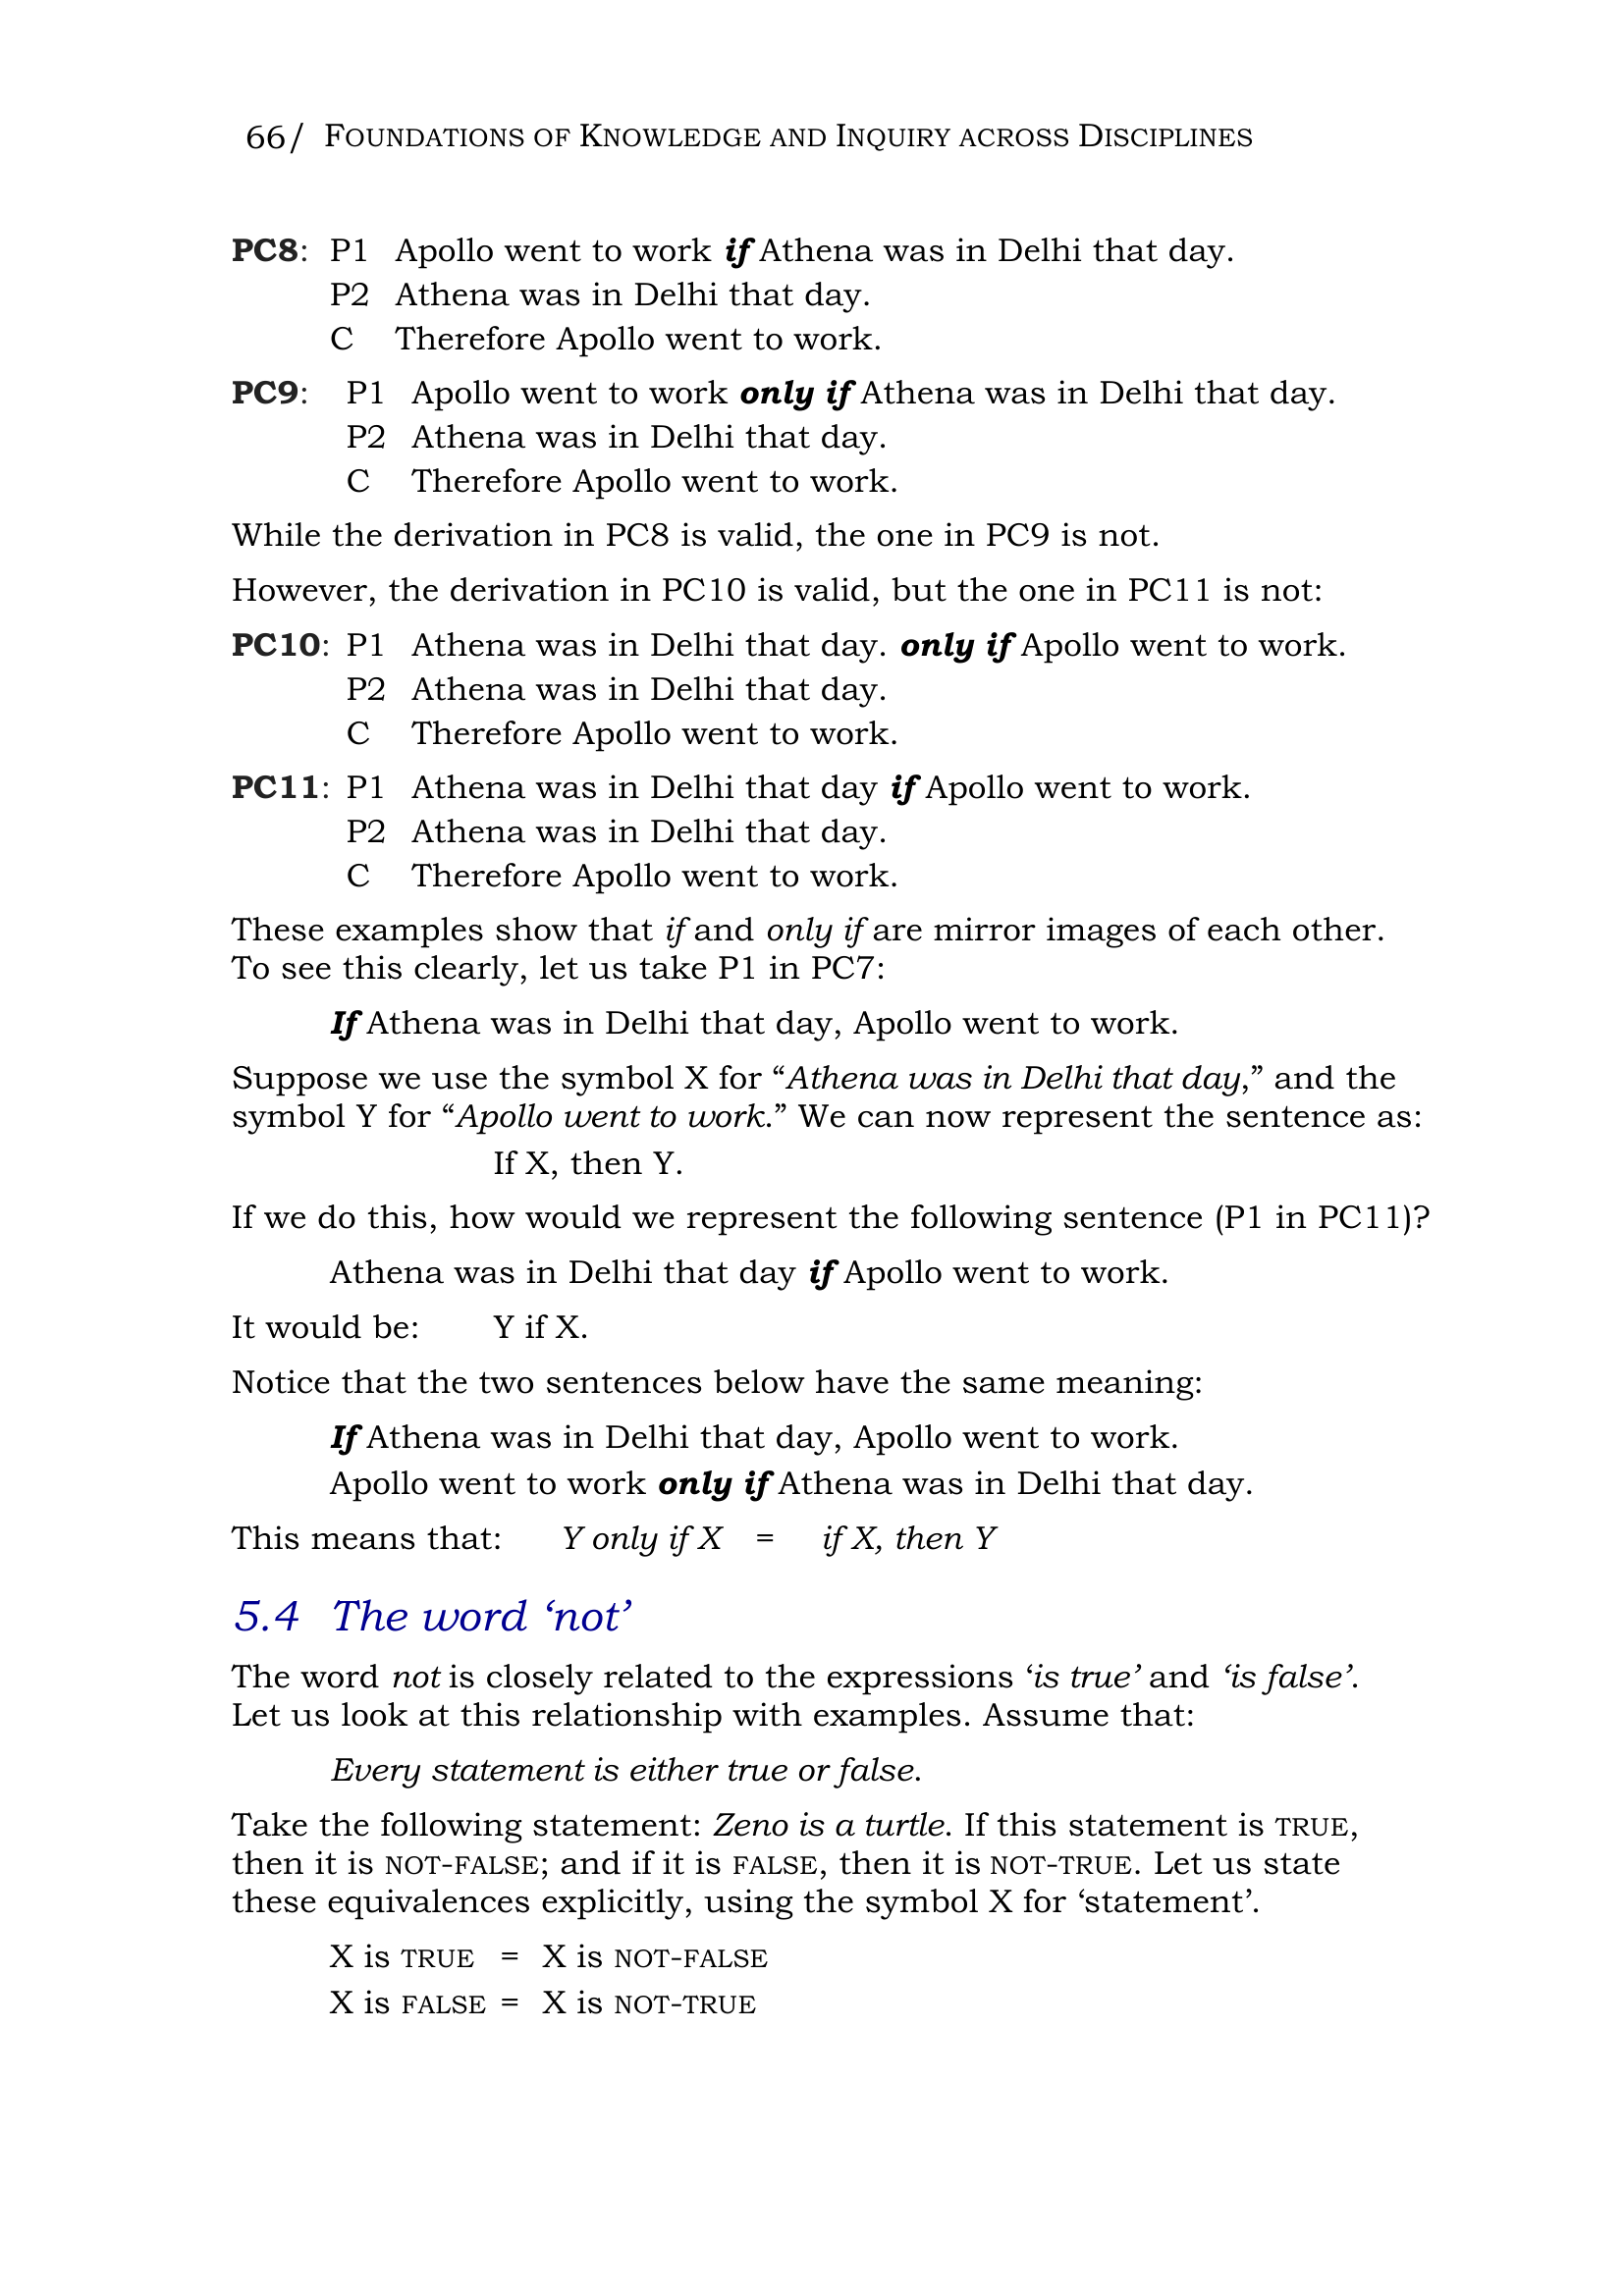 66/ FOUNDATIONS OF KNOWLEDGE AND INQUIRY ACROSS DISCIPLINES
PC8: P1 Apollo went to work if Athena was in Delhi that day.
P2 Athena was in Delhi that day.
C Therefore Apollo went to work.
PC9: P1 Apollo went to work only if Athena was in Delhi that day.
P2 Athena was in Delhi that day.
C Therefore Apollo went to work.
While the derivation in PC8 is valid, the one in PC9 is not.
However, the derivation in PC10 is valid, but the one in PC11 is not:
PC10: P1 Athena was in Delhi that day. only if Apollo went to work.
P2 Athena was in Delhi that day.
C Therefore Apollo went to work.
PC11: P1 Athena was in Delhi that day if Apollo went to work.
P2 Athena was in Delhi that day.
C Therefore Apollo went to work.
These examples show that if and only if are mirror images of each other.
To see this clearly, let us take P1 in PC7:
If Athena was in Delhi that day, Apollo went to work.
Suppose we use the symbol X for “Athena was in Delhi that day,” and the
symbol Y for “Apollo went to work.” We can now represent the sentence as:
If X, then Y.
If we do this, how would we represent the following sentence (P1 in PC11)?
Athena was in Delhi that day if Apollo went to work.
It would be: Y if X.
Notice that the two sentences below have the same meaning:
If Athena was in Delhi that day, Apollo went to work.
Apollo went to work only if Athena was in Delhi that day.
This means that: Y only if X = if X, then Y
5.4 The word ‘not’
The word not is closely related to the expressions ‘is true’ and ‘is false’.
Let us look at this relationship with examples. Assume that:
Every statement is either true or false.
Take the following statement: Zeno is a turtle. If this statement is TRUE,
then it is NOT-FALSE; and if it is FALSE, then it is NOT-TRUE. Let us state
these equivalences explicitly, using the symbol X for ‘statement’.
X is TRUE = X is NOT-FALSE
X is FALSE = X is NOT-TRUE